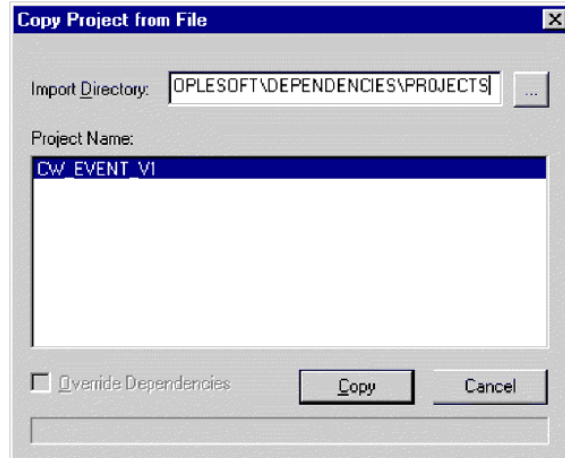 Copy Project from File
Import Directory: OPLESOFT\DEPENDENCIES\PROJECTS ...
Project Name:
CW_EVENT_V1
Override Dependencies Copy Cancel